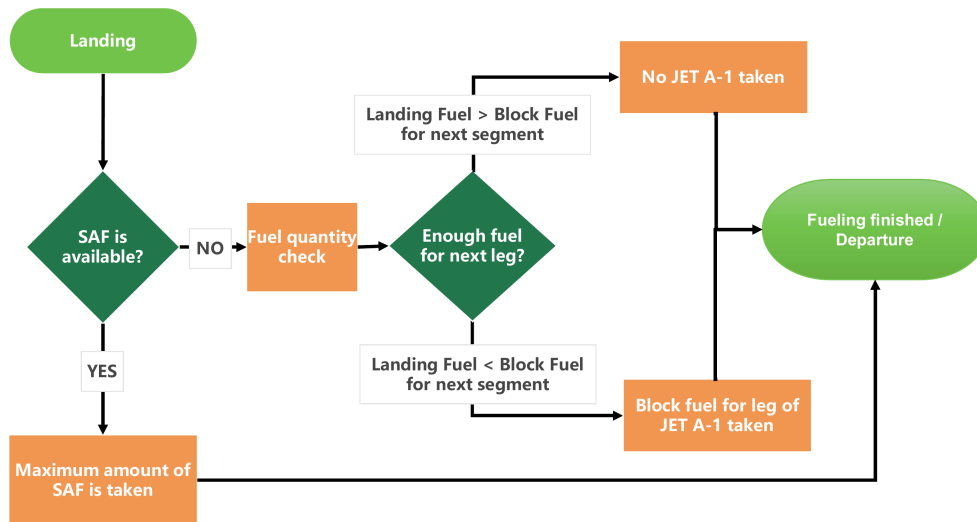 Landing
SAF is
available?
NO
Fuel quantity
check
Enough fuel
for next leg?
Landing Fuel > Block Fuel
for next segment
No JET A-1 taken
Landing Fuel < Block Fuel
for next segment
Block fuel for leg of
JET A-1 taken
Fueling finished /
Departure
YES
Maximum amount of
SAF is taken